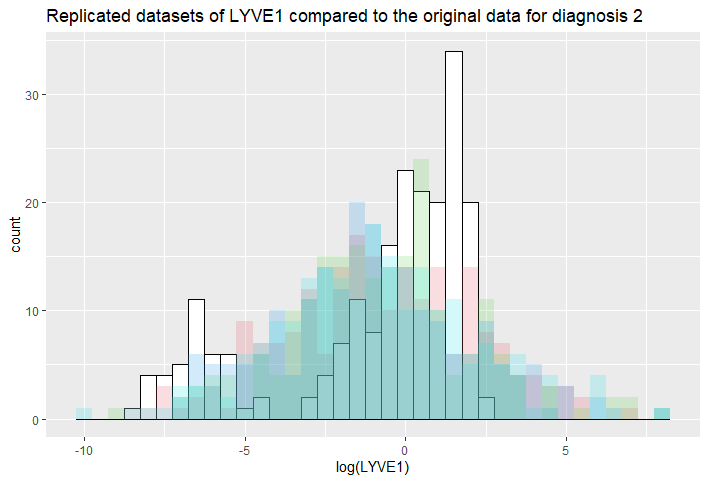 Replicated datasets of LYVE1 compared to the original data for diagnosis 2
30
20
10
0
count
-10
-5
0
5
log(LYVE1)